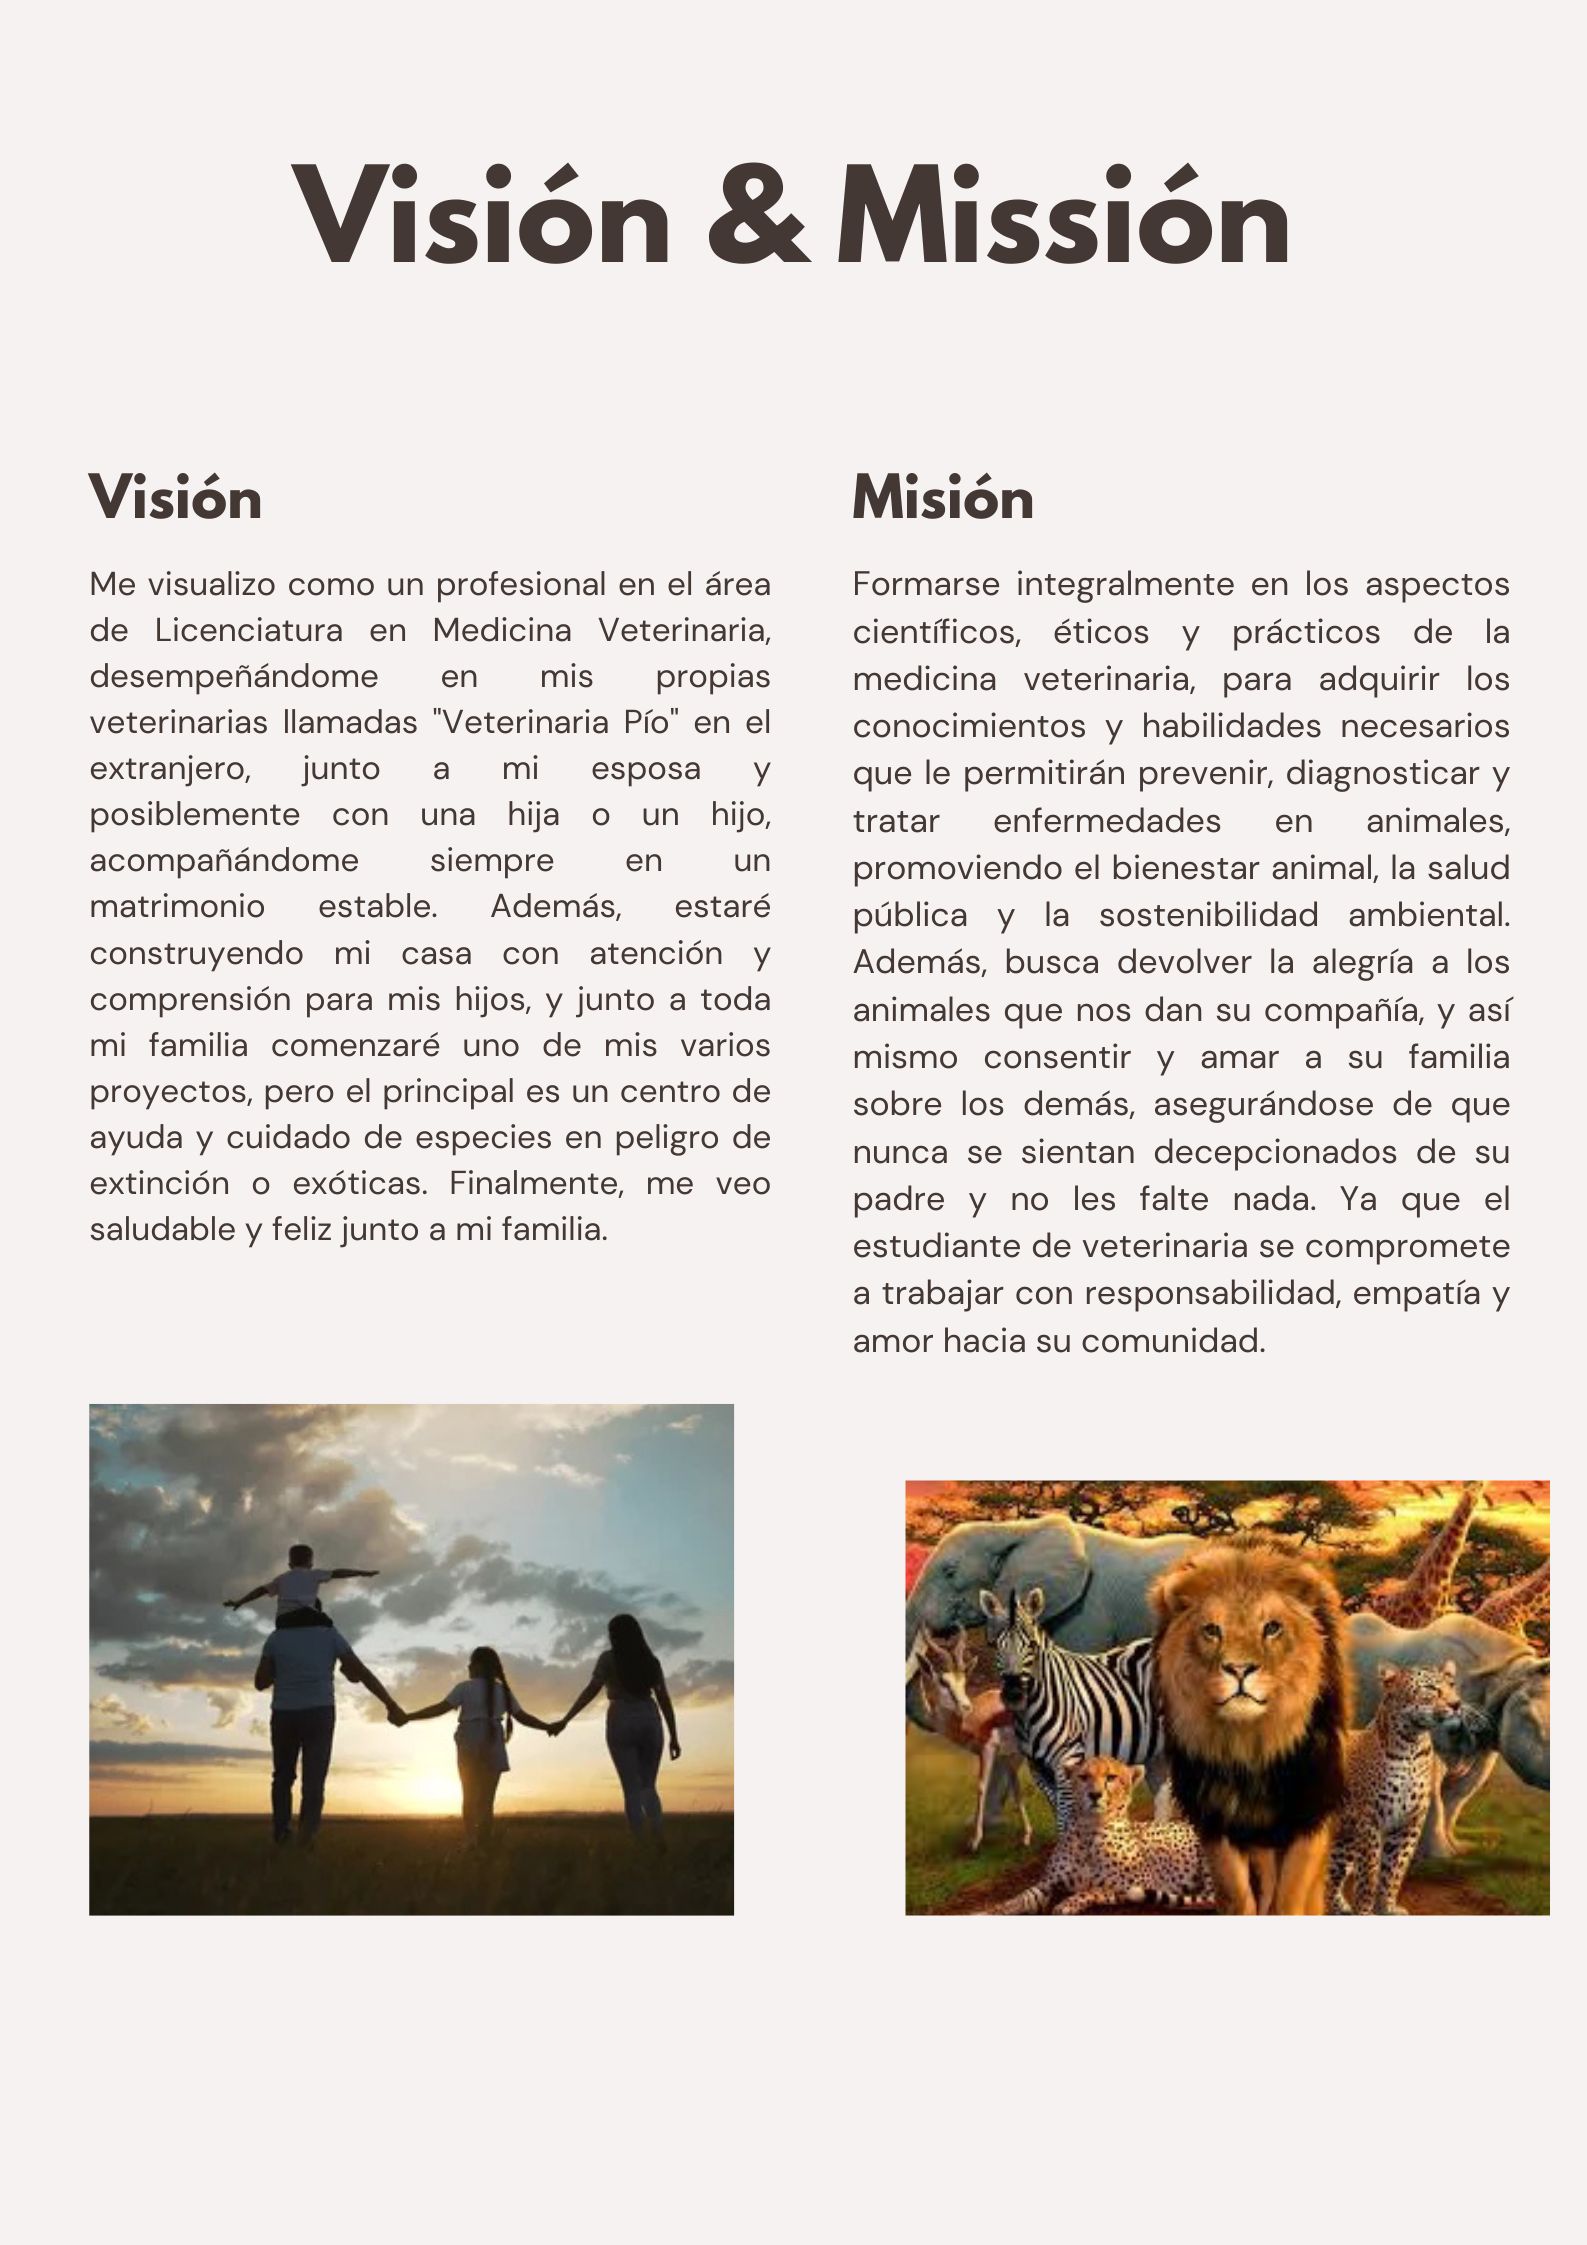 Visión & Missión
Visión
Me visualizo como un profesional en el área
de Licenciatura en Medicina Veterinaria,
desempeñándome en mis propias
veterinarias llamadas "Veterinaria Pío" en el
extranjero, junto a mi esposa y
posiblemente con una hija o un hijo,
acompañándome siempre en un
matrimonio estable. Además, estaré
construyendo mi casa con atención y
comprensión para mis hijos, y junto a toda
mi familia comenzaré uno de mis varios
proyectos, pero el principal es un centro de
ayuda y cuidado de especies en peligro de
extinción o exóticas. Finalmente, me veo
saludable y feliz junto a mi familia.
Misión
Formarse integralmente en los aspectos
científicos, éticos y prácticos de la
medicina veterinaria, para adquirir los
conocimientos y habilidades necesarios
que le permitirán prevenir, diagnosticar y
tratar enfermedades en animales,
promoviendo el bienestar animal, la salud
pública y la sostenibilidad ambiental.
Además, busca devolver la alegría a los
animales que nos dan su compañía, y así
mismo consentir y amar a su familia
sobre los demás, asegurándose de que
nunca se sientan decepcionados de su
padre y no les falte nada. Ya que el
estudiante de veterinaria se compromete
a trabajar con responsabilidad, empatía y
amor hacia su comunidad.